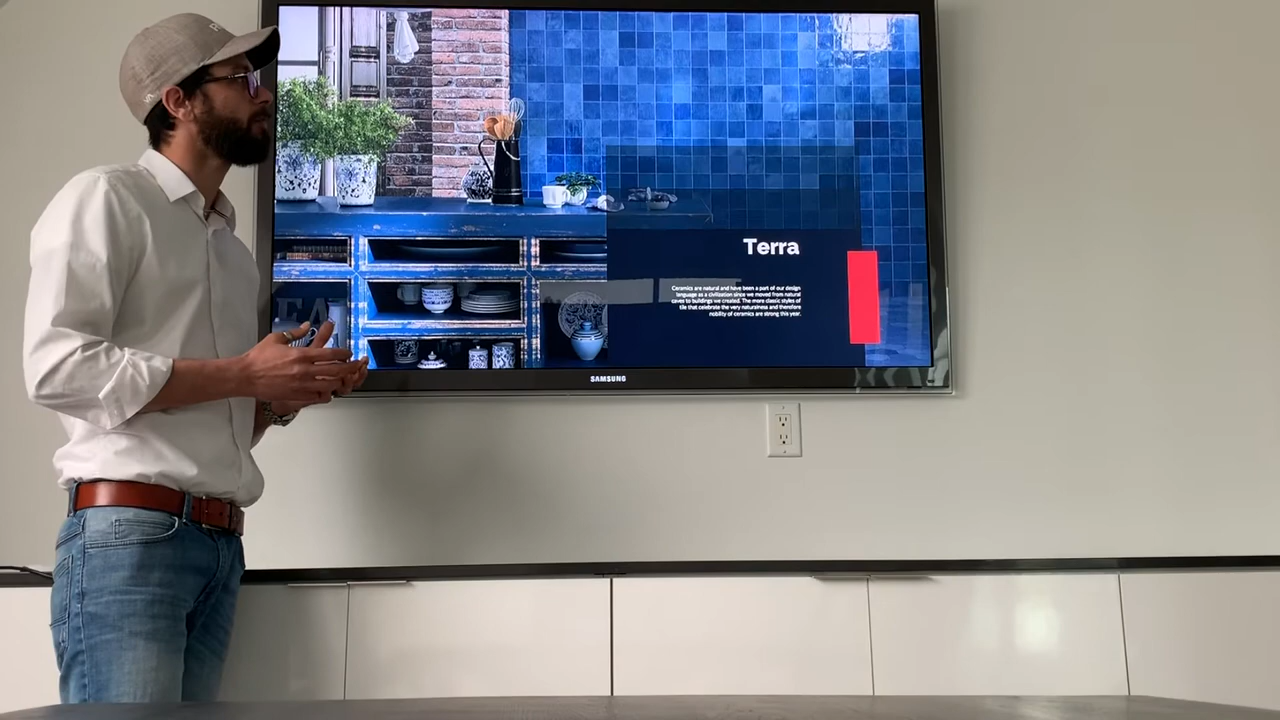 Terra
Ceramics are natural and have been a part of our design
language as a civilization since we moved from natural
caves to buildings we created. The more classic styles of
tile that celebrate the very naturalness and therefore
nobility of ceramics are strong this year.
SAMSUNG